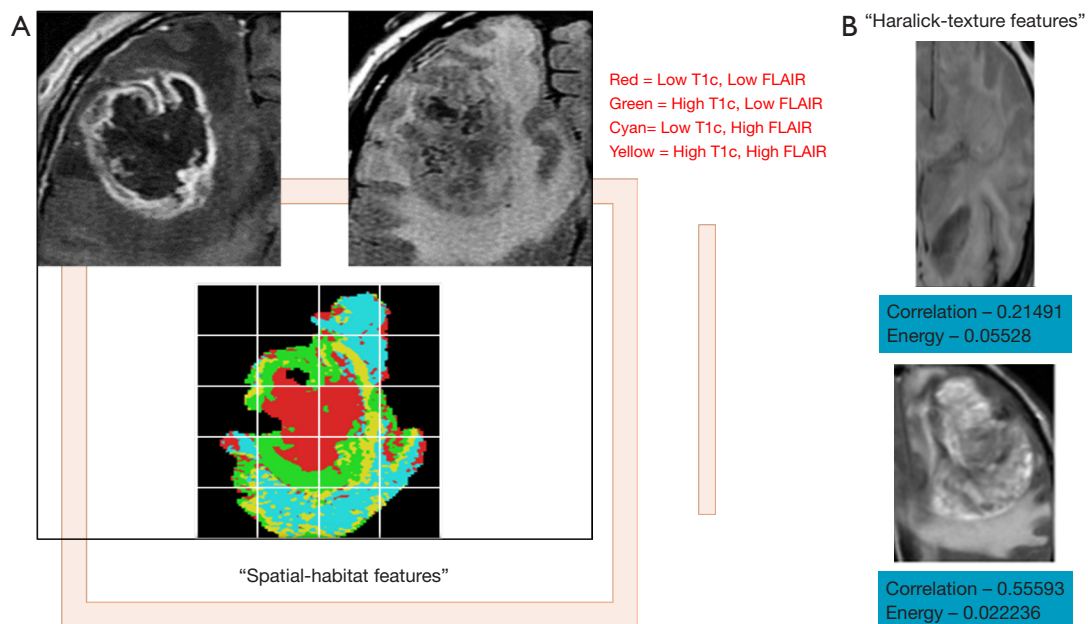 A
Red = Low T1c, Low FLAIR
Green = High T1c, Low FLAIR
Cyan= Low T1c, High FLAIR
Yellow = High T1c, High FLAIR
"Spatial-habitat features"
B
"Haralick-texture features"
Correlation – 0.21491
Energy – 0.05528
Correlation – 0.55593
Energy – 0.022236